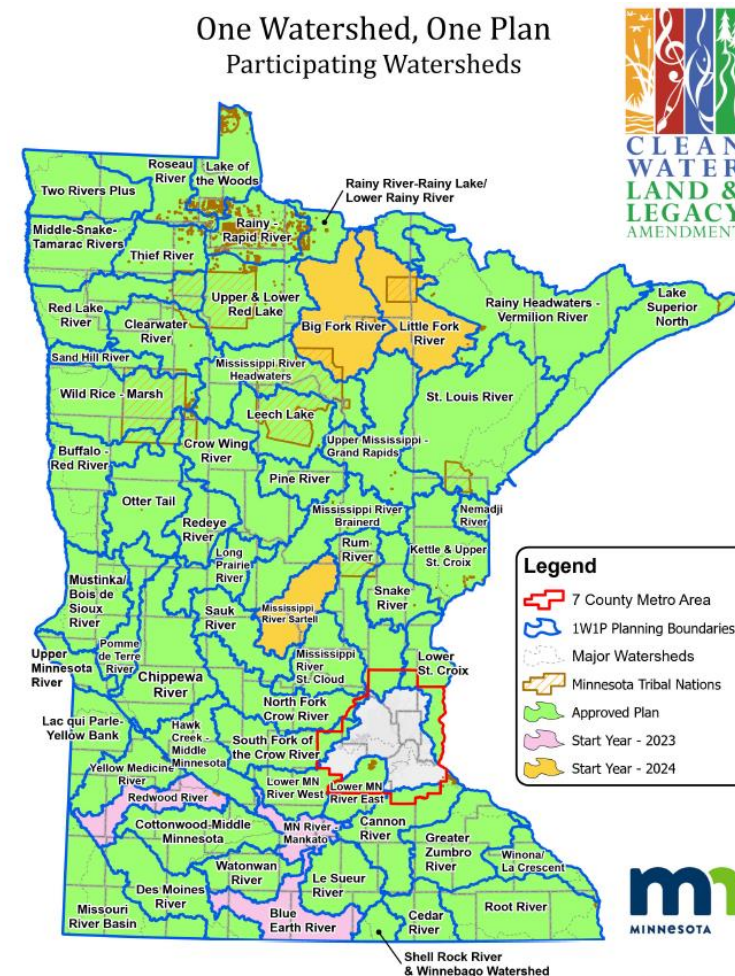 One Watershed, One Plan
Participating Watersheds
CLEAN
WATER
LAND &
LEGACY
AMENDMENT
Roseau
River
Lake of
the Woods
Two Rivers Plus
Rainy River-Rainy Lake/
Lower Rainy River
Rainy -
Rapid River
Middle-Snake-
Tamarac Rivers
Thief River
Upper & Lower
Red Lake
Red Lake
River
Clearwater
River
Big Fork River
Little Fork
River
Rainy Headwaters -
Vermilion River
Lake
Superior
North
Sand Hill River
Mississippi River
Headwaters
Wild Rice - Marsh
Leech Lake
St. Louis River
Buffalo -
Red River
Crow Wing
River
Upper Mississippi -
Grand Rapids
Pine River
Otter Tail
Redeye
River
Mississippi River
Brainerd
Nemadji
River
Long
Prairie
River
Rum
River
Kettle & Upper
St. Croix
Mustinka/
Bois de
Sioux
River
Sauk
River
Mississippi
River Sartell
Snake
River
Upper
Minnesota
River
Pomme
de Terre
River
Chippewa
River
Mississippi
River
St. Cloud
Lower
St. Croix
North Fork
Crow River
Lac qui Parle-
Yellow Bank
Hawk
Creek -
Middle
Minnesota
South Fork of
the Crow River
Yellow Medicine
River
Redwood River
Lower MN
River West
Lower MN
River East
Cottonwood-Middle
Minnesota
MN River -
Mankato
Cannon
River
Greater
Zumbro
River
Winona/
La Crescent
Watonwan
River
Le Sueur
River
Des Moines
River
Missouri
River Basin
Blue
Earth River
Cedar
River
Root River
Shell Rock River
& Winnebago Watershed
Legend
7 County Metro Area
1W1P Planning Boundaries
Major Watersheds
Minnesota Tribal Nations
Approved Plan
Start Year - 2023
Start Year - 2024
mn
MINNESOTA